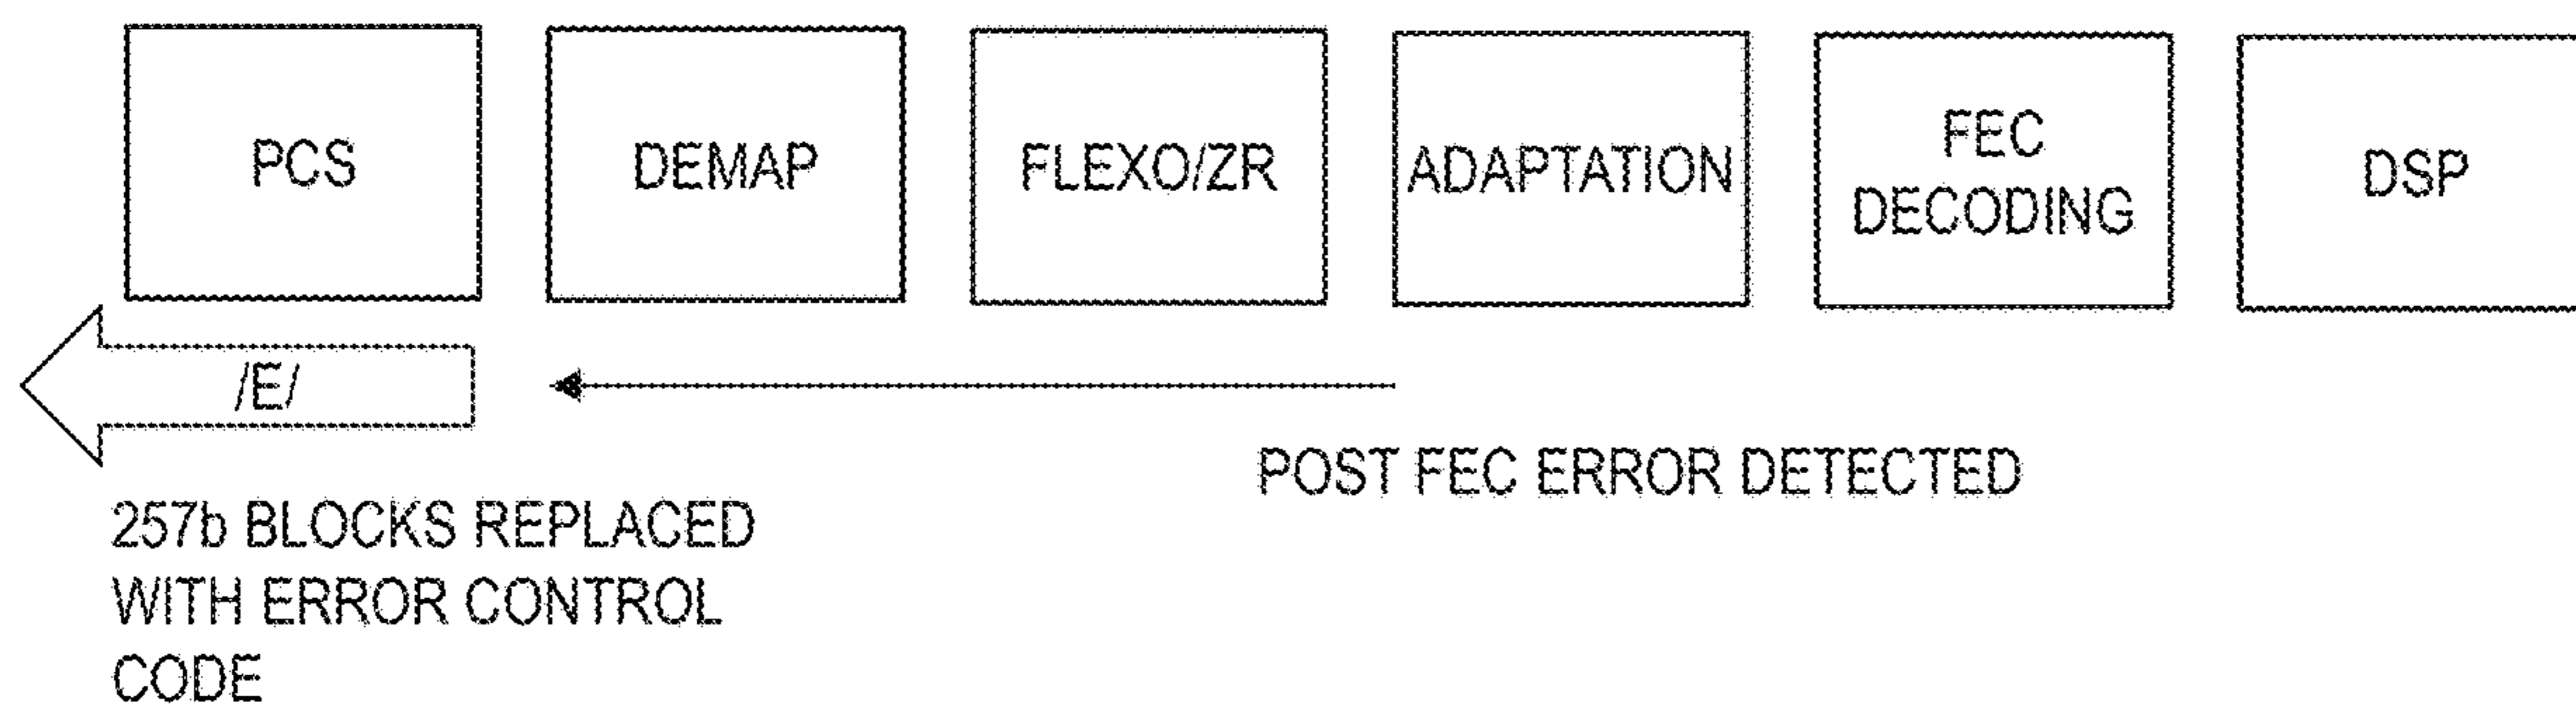 PCS
DEMAP
FLEXO/ZR
ADAPTATION
FEC
DECODING
DSP
/E/
POST FEC ERROR DETECTED
257b BLOCKS REPLACED
WITH ERROR CONTROL
CODE